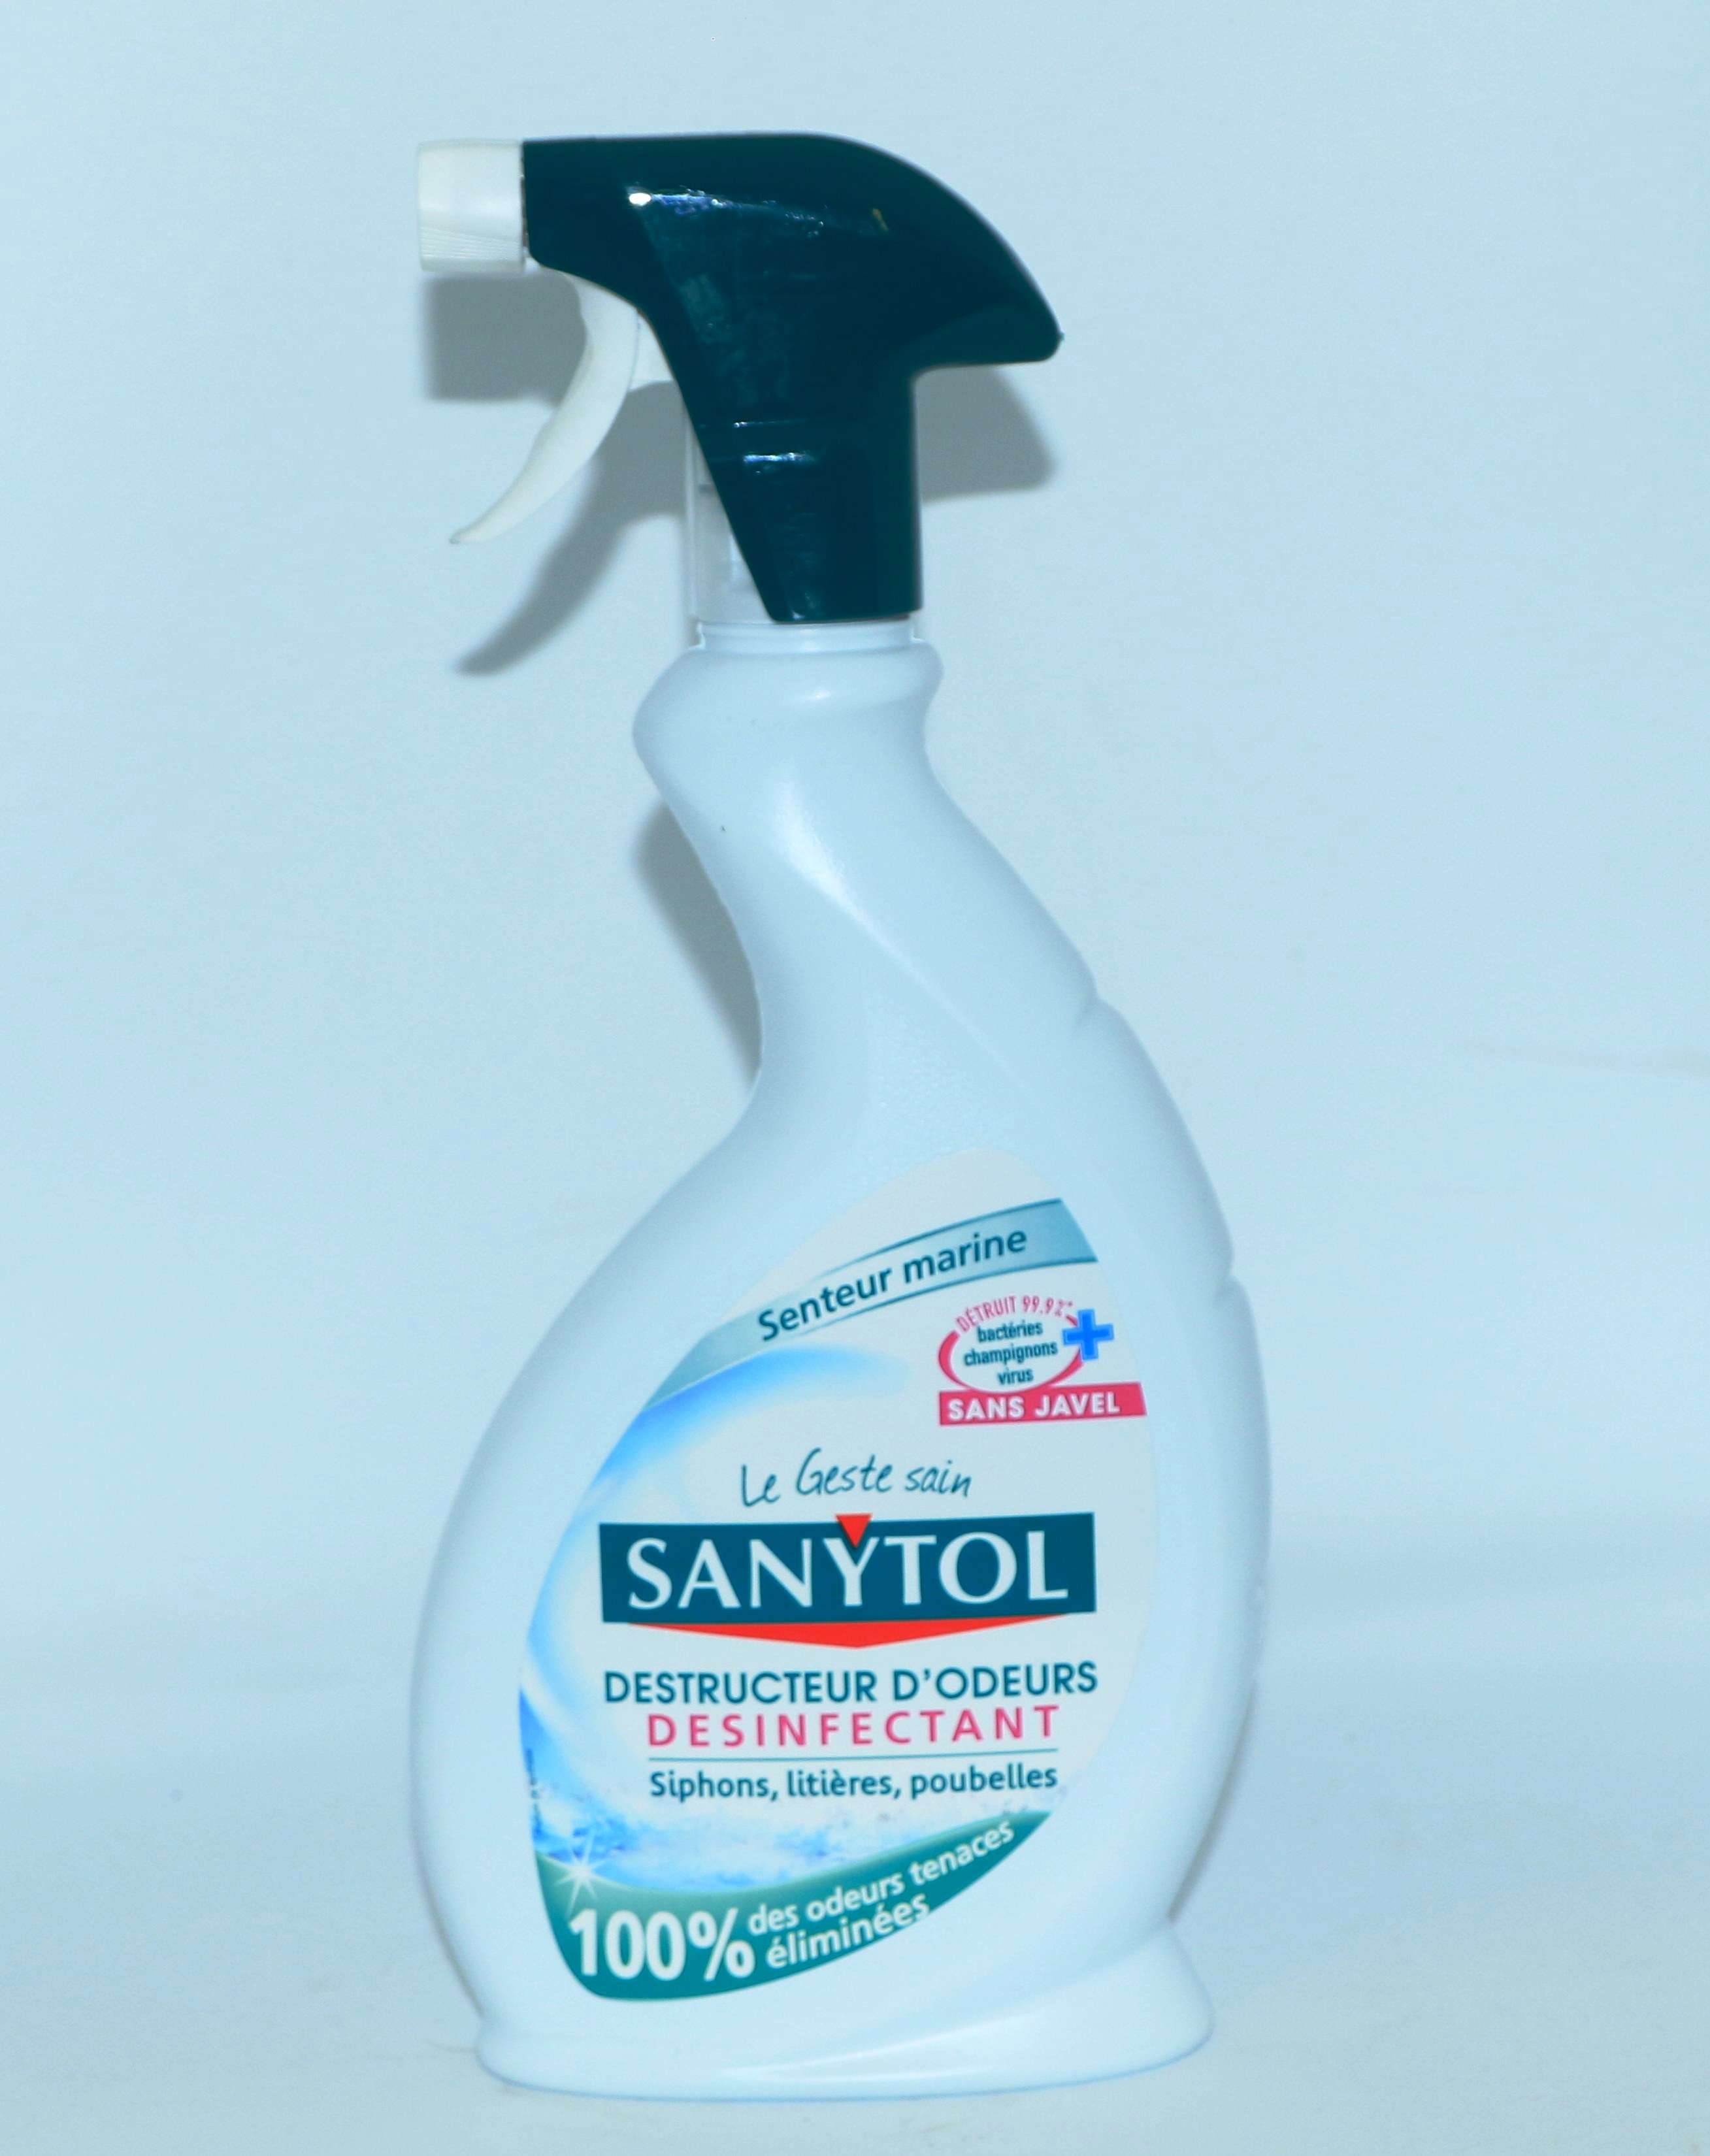 Senteur marine
DÉTRUIT 99.9%*
bactéries
champignons
virus
SANS JAVEL
Le Geste sain
SANYTOL
DESTRUCTEUR D'ODEURS
DESINFECTANT
Siphons, litières, poubelles
100% des odeurs tenaces
éliminées